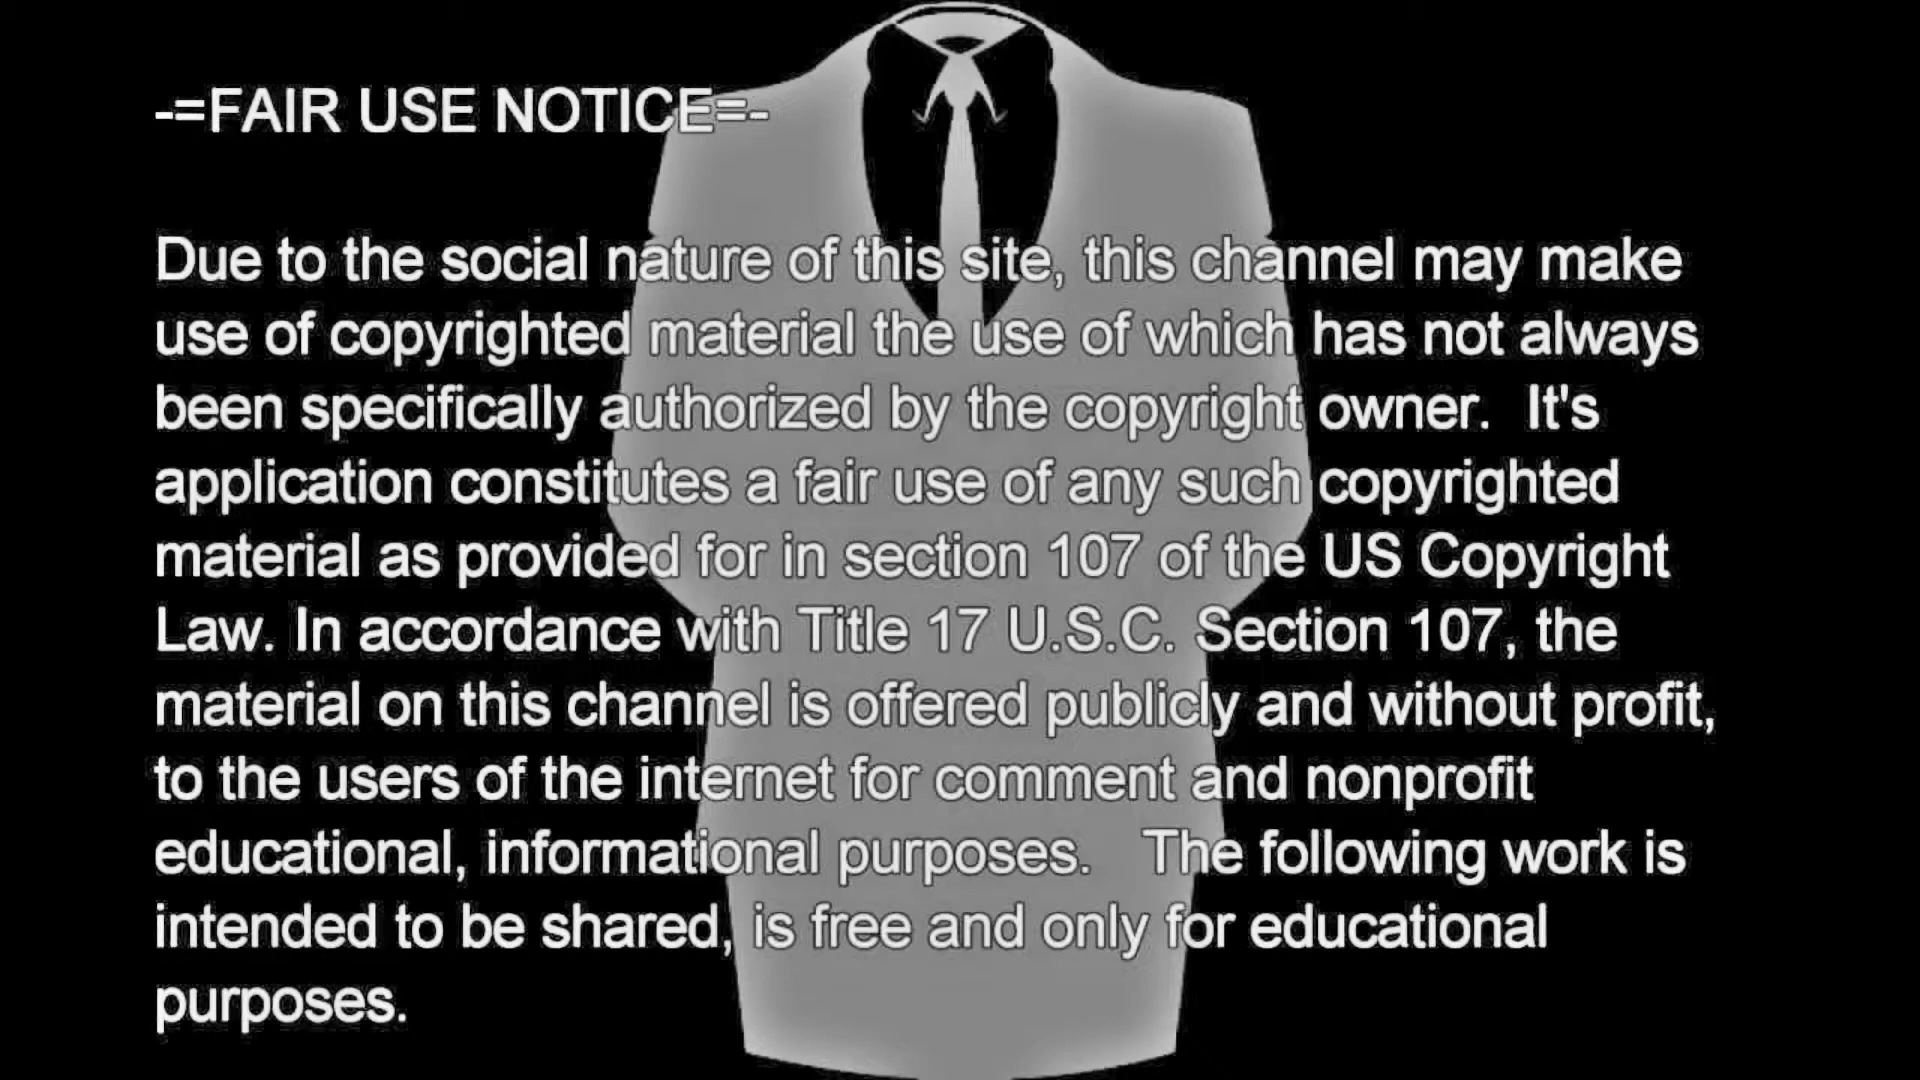 -=FAIR USE NOTICE=-
Due to the social nature of this site, this channel may make
use of copyrighted material the use of which has not always
been specifically authorized by the copyright owner.  It's
application constitutes a fair use of any such copyrighted
material as provided for in section 107 of the US Copyright
Law. In accordance with Title 17 U.S.C. Section 107, the
material on this channel is offered publicly and without profit,
to the users of the internet for comment and nonprofit
educational, informational purposes.   The following work is
intended to be shared, is free and only for educational
purposes.